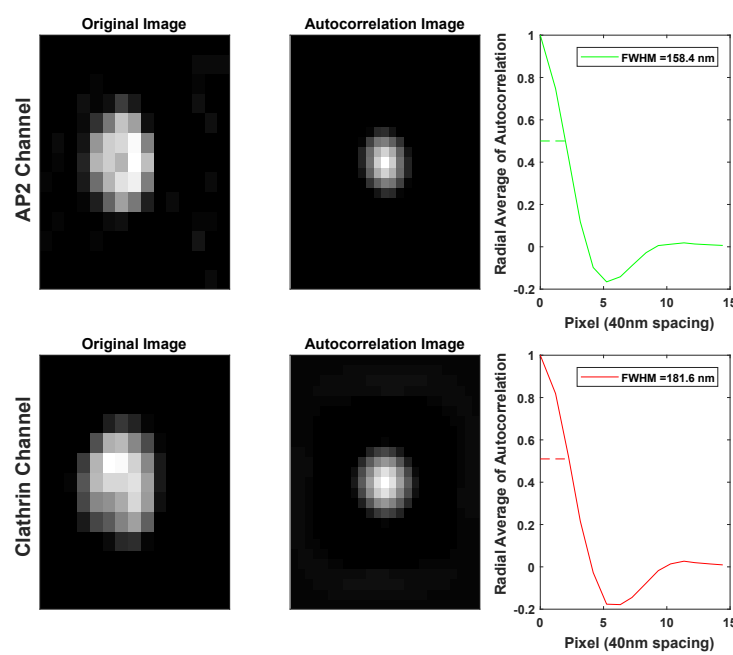 Original Image
Autocorrelation Image
AP2 Channel
Radial Average of Autocorrelation
1
0.8
0.6
0.4
0.2
0
-0.2
FWHM =158.4 nm
0 5 10 15
Pixel (40nm spacing)
Original Image
Autocorrelation Image
Clathrin Channel
Radial Average of Autocorrelation
1
0.8
0.6
0.4
0.2
0
-0.2
FWHM =181.6 nm
0 5 10 15
Pixel (40nm spacing)